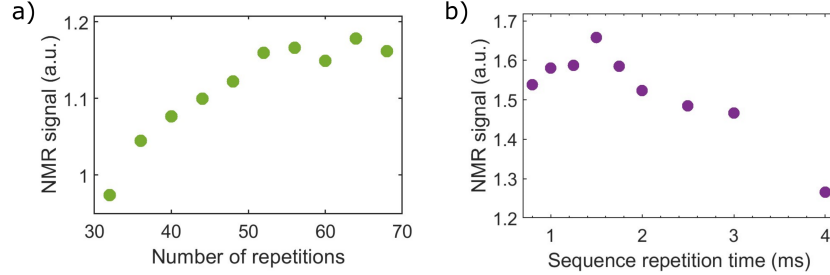 a)
1.2
1.1
1
NMR signal (a.u.)
30 40 50 60 70
Number of repetitions
b)
1.7
1.6
1.5
1.4
1.3
1.2
NMR signal (a.u.)
1 2 3 4
Sequence repetition time (ms)